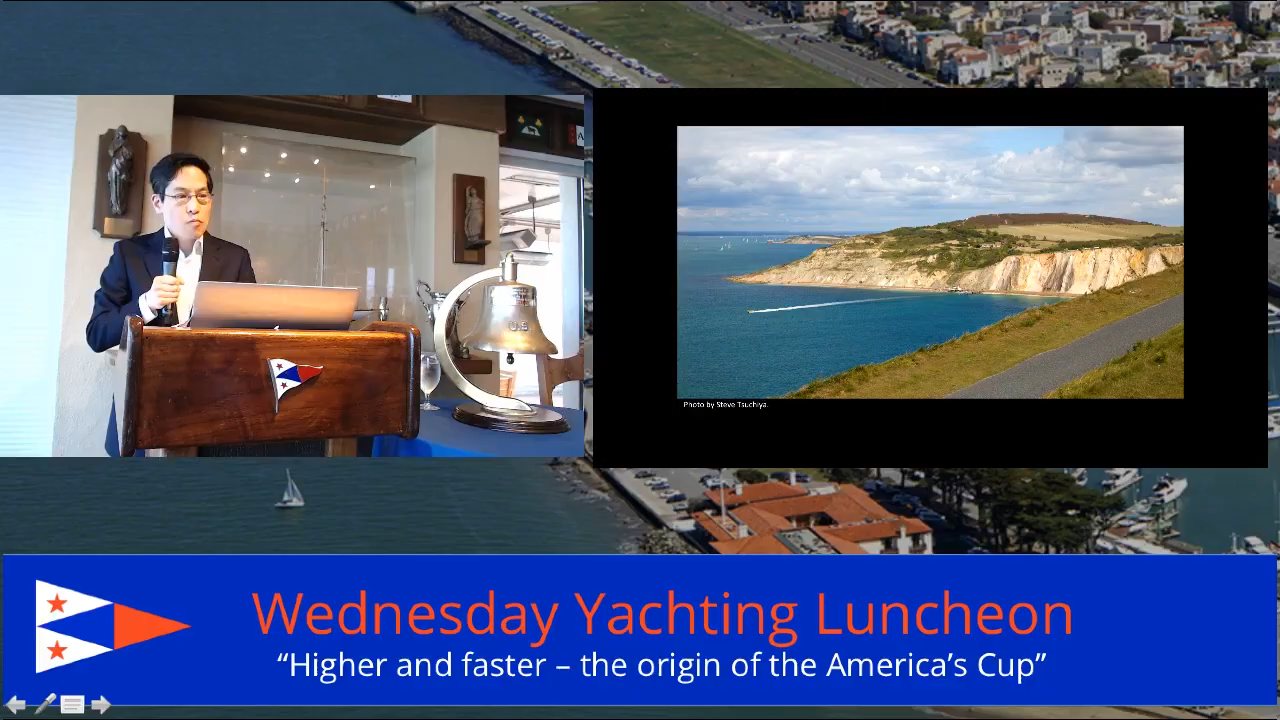 U.S
Photo by Steve Tsuchiya.
Wednesday Yachting Luncheon
“Higher and faster – the origin of the America’s Cup”